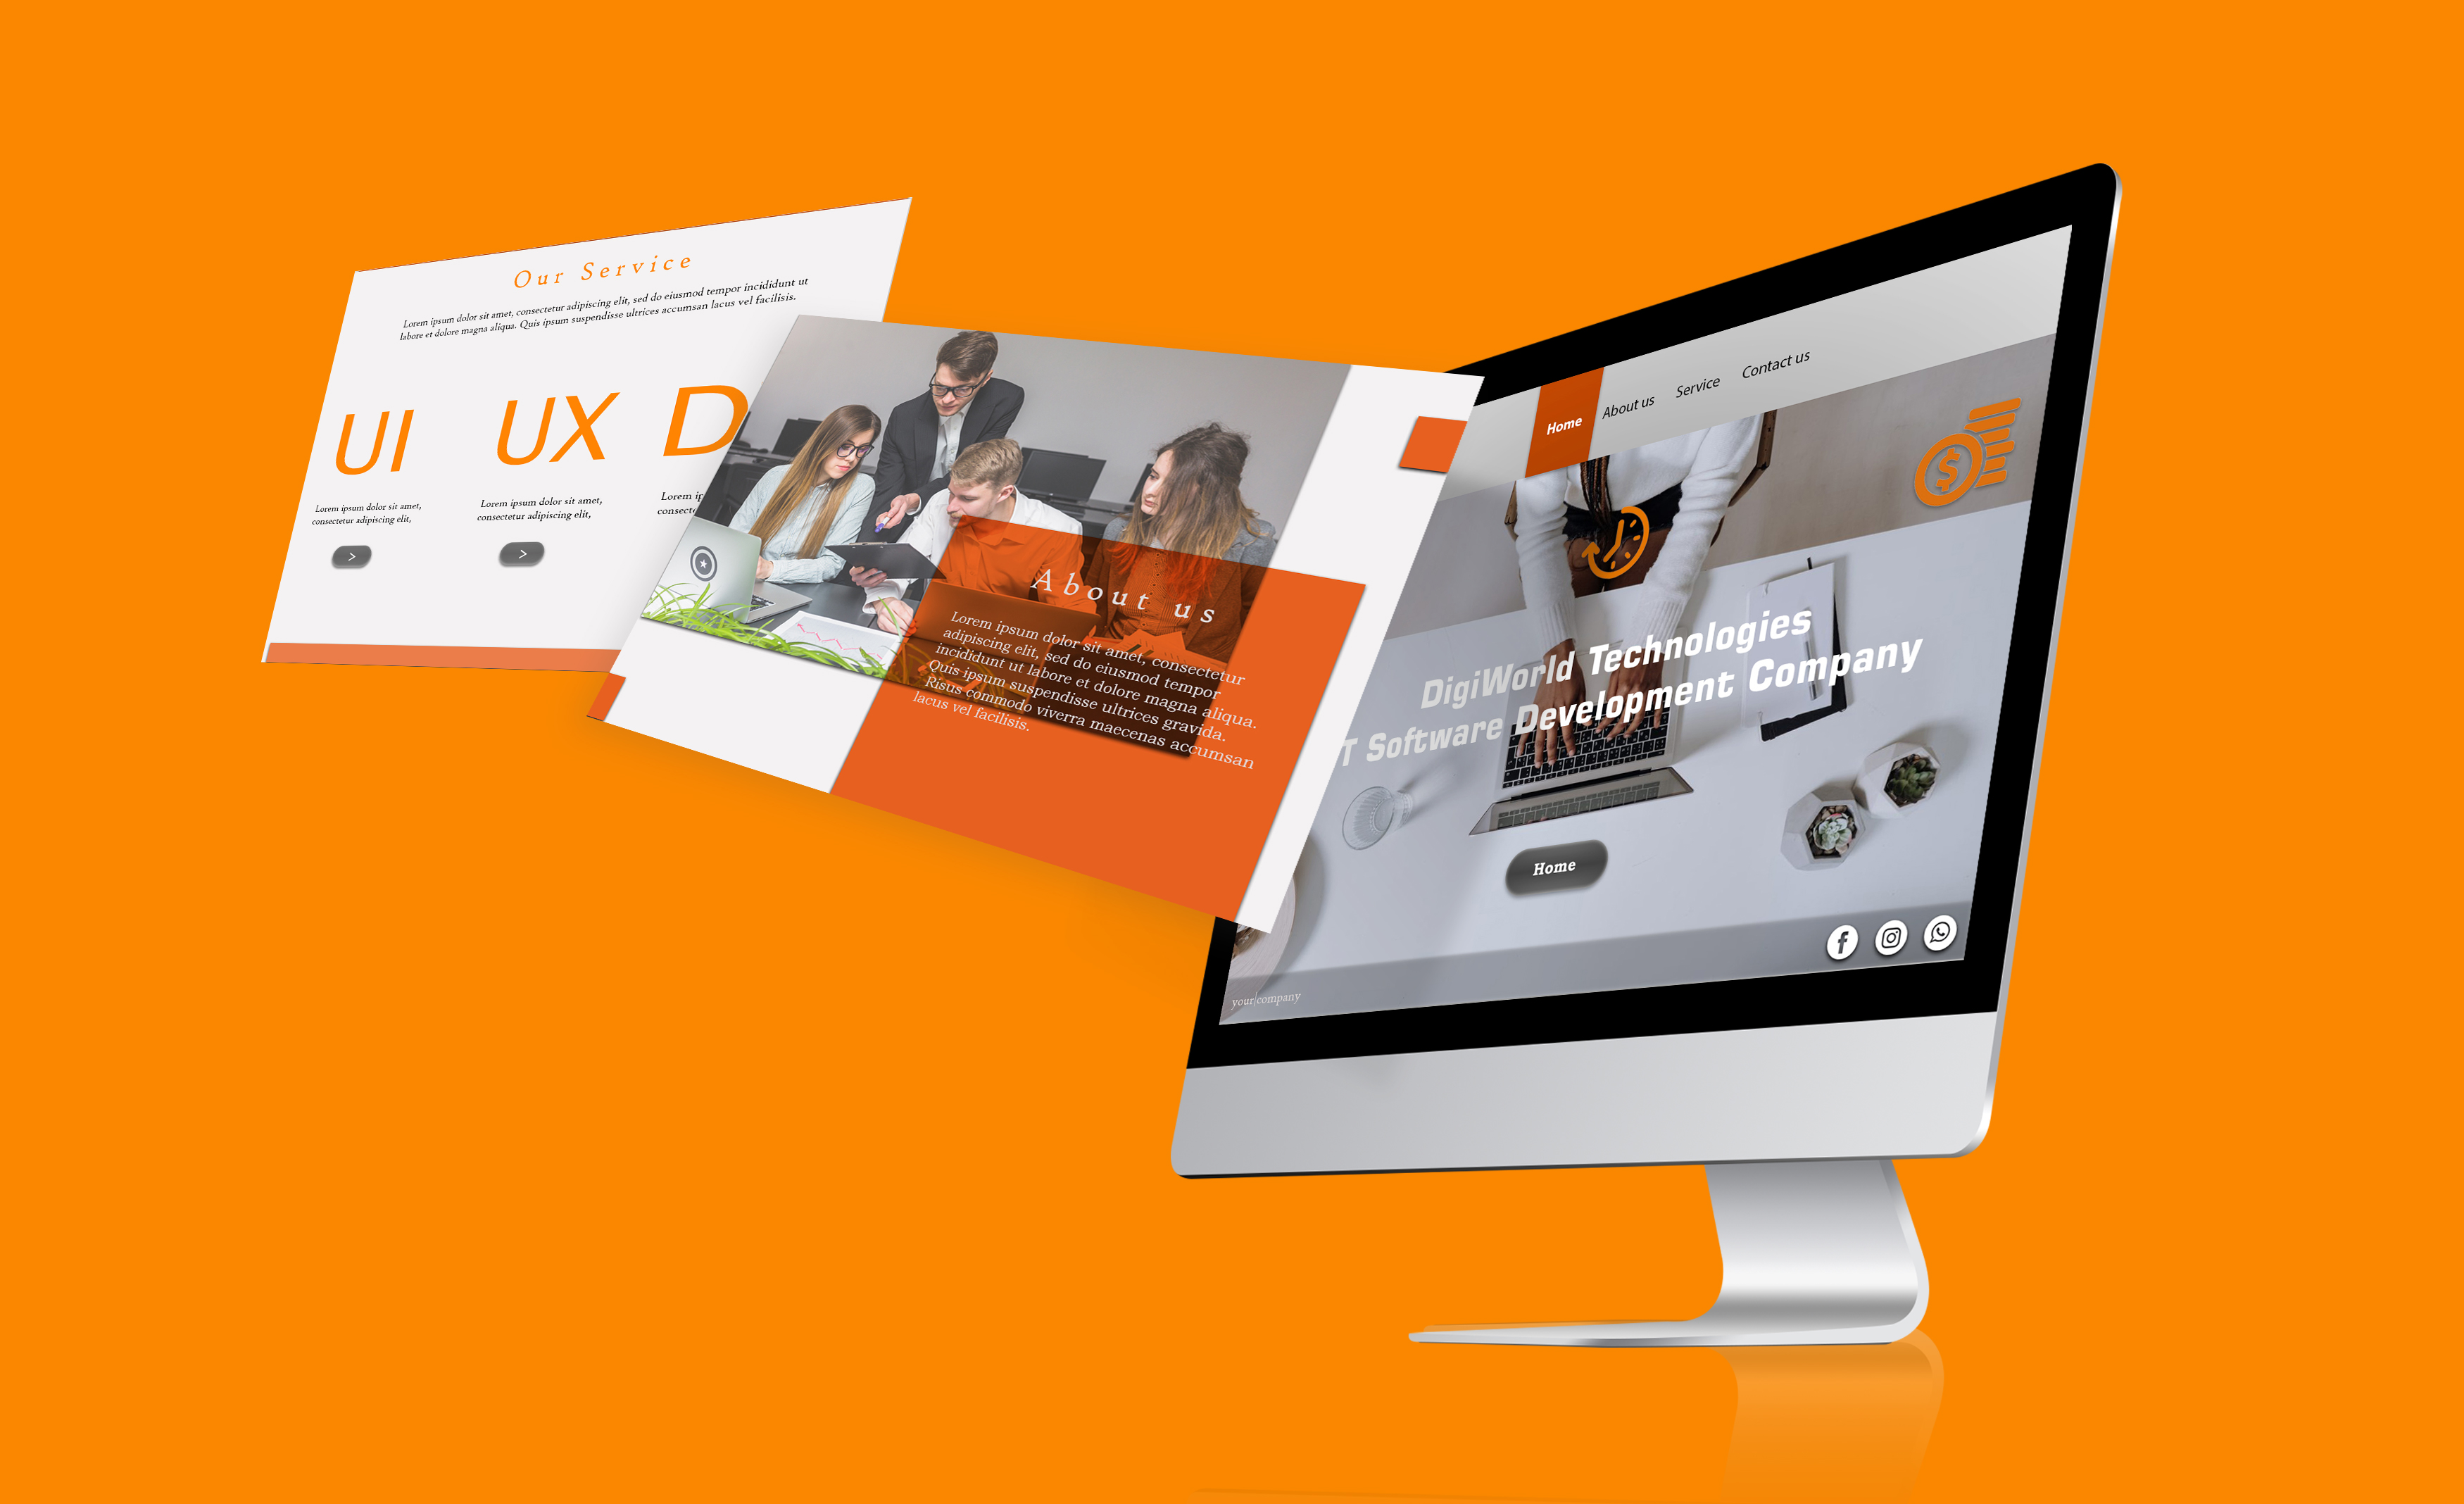 Our Service
Lorem ipsum dolor sit amet, consectetur adipiscing elit, sed do eiusmod tempor incididunt ut
labore et dolore magna aliqua. Quis ipsum suspendisse ultrices accumsan lacus vel facilisis.
UI
UX
D
Lorem ipsum dolor sit amet,
consectetur adipiscing elit,
>
Lorem ipsum dolor sit amet,
consectetur adipiscing elit,
>
Lorem ip
consecte
About us
Lorem ipsum dolor sit amet, consectetur
adipiscing elit, sed do eiusmod tempor
incididunt ut labore et dolore magna aliqua.
Quis ipsum suspendisse ultrices gravida.
Risus commodo viverra maecenas accumsan
lacus vel facilisis.
Home
About us
Service
Contact us
$
DigiWorld Technologies
T Software Development Company
Home
your|company